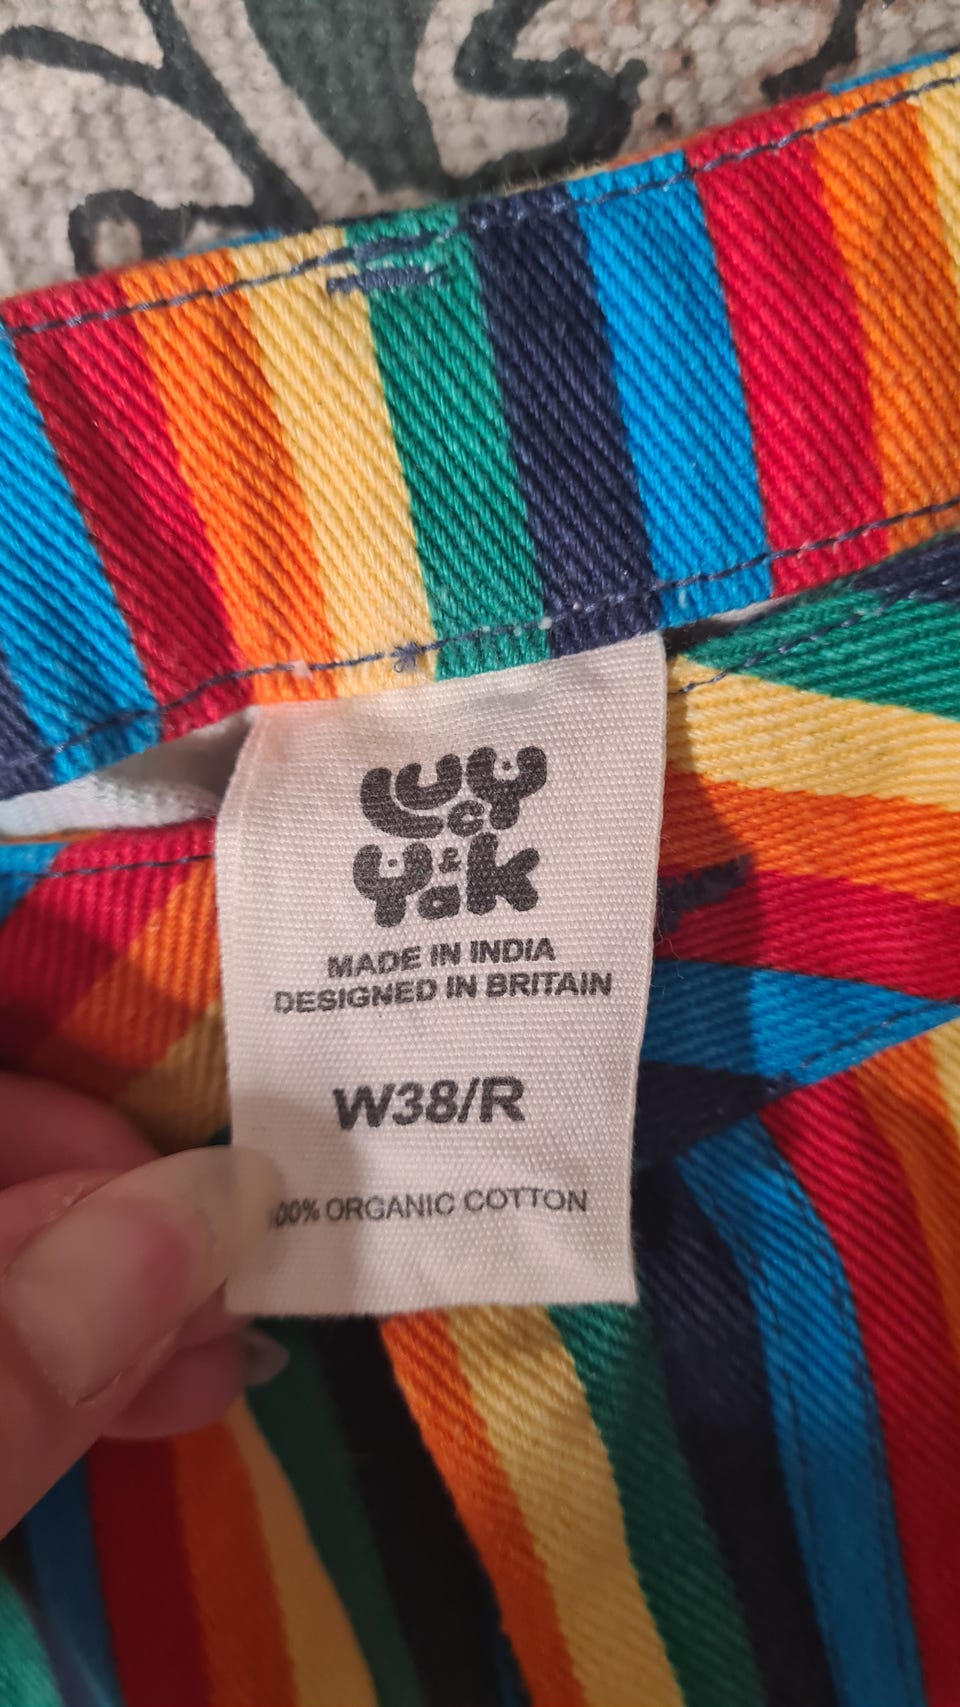 Lucy
& Yak
MADE IN INDIA
DESIGNED IN BRITAIN
W38/R
00% ORGANIC COTTON